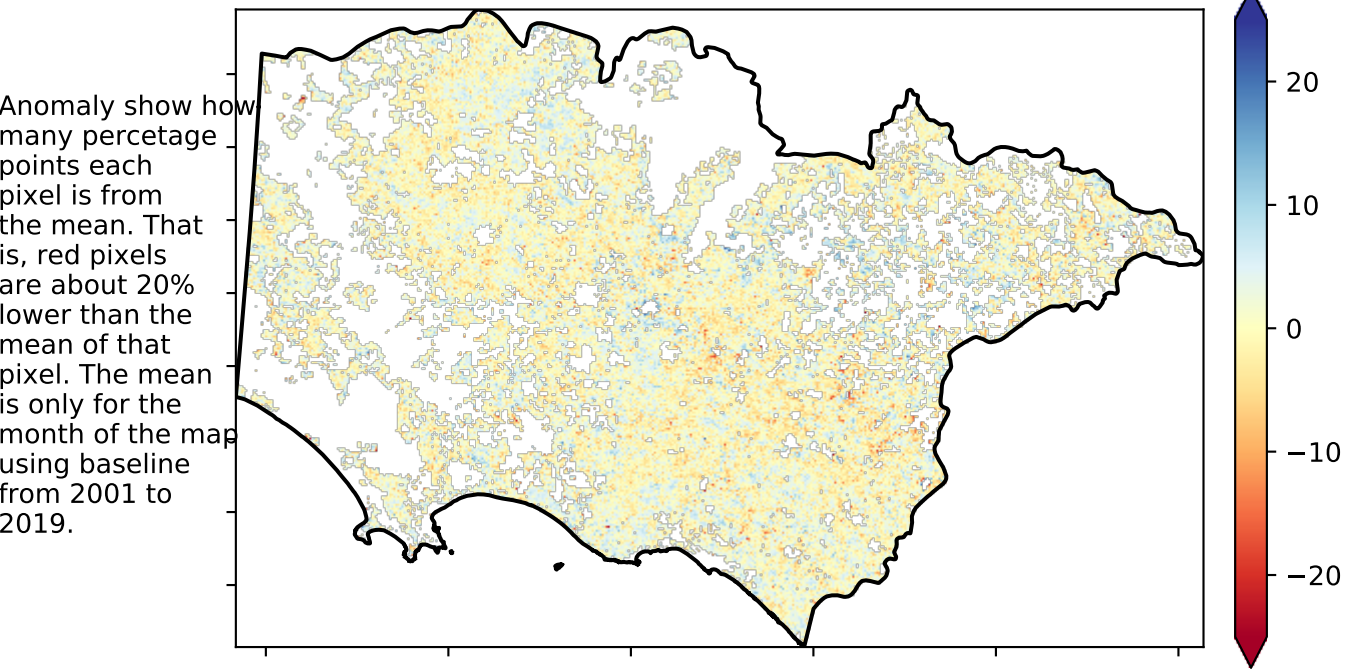 Anomaly show how
many percetage
points each
pixel is from
the mean. That
is, red pixels
are about 20%
lower than the
mean of that
pixel. The mean
is only for the
month of the map
using baseline
from 2001 to
2019.
20
10
0
−10
−20